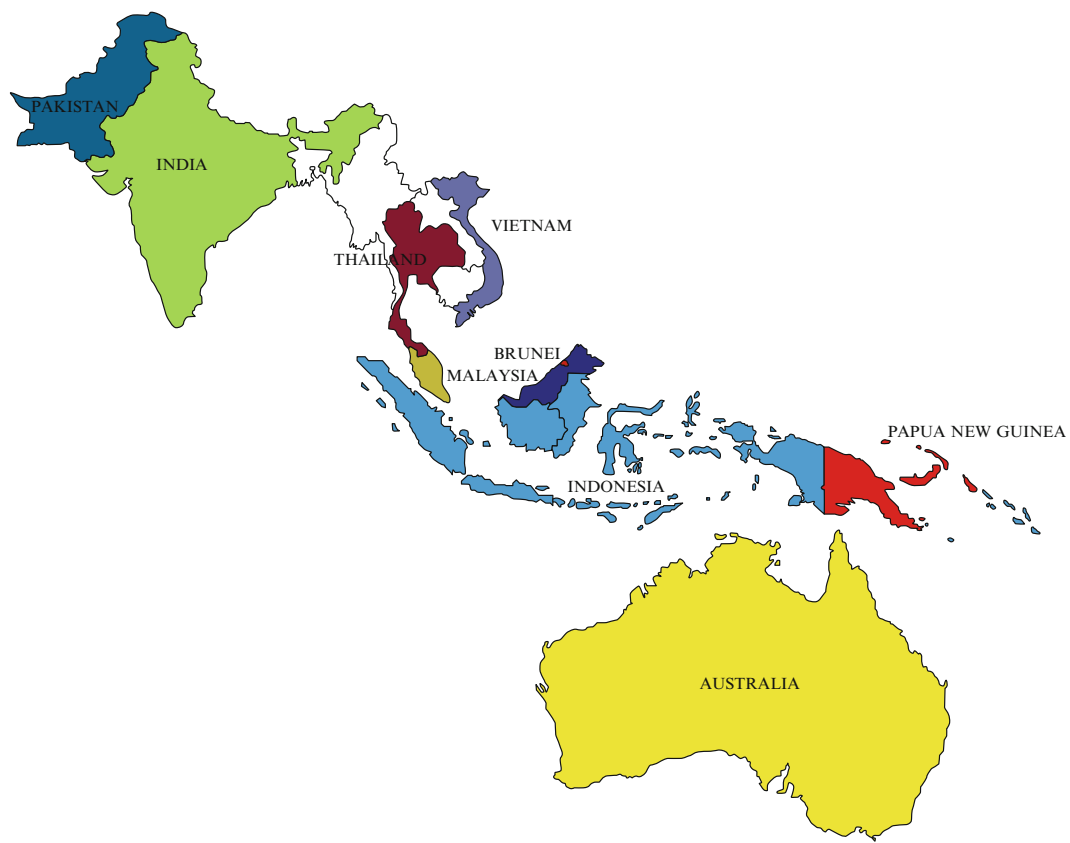 PAKISTAN
INDIA
VIETNAM
THAILAND
BRUNEI
MALAYSIA
PAPUA NEW GUINEA
INDONESIA
AUSTRALIA